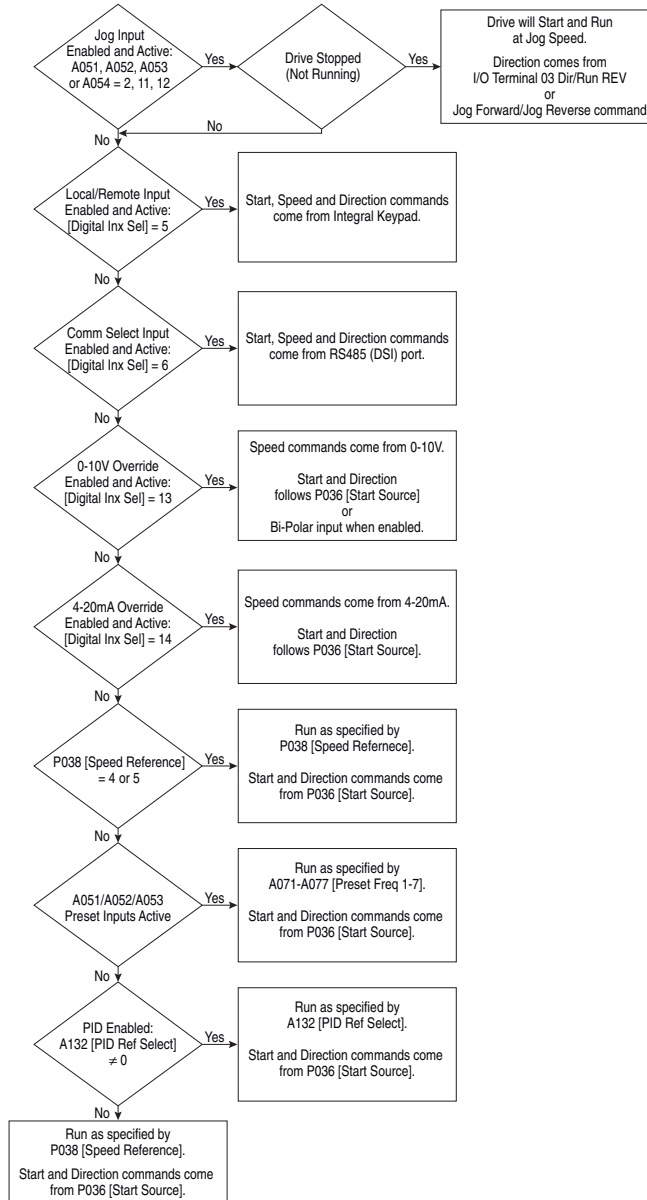 Jog Input
Enabled and Active:
A051, A052, A053
or A054 = 2, 11, 12
Yes
Drive Stopped
(Not Running)
Yes
Drive will Start and Run
at Jog Speed.
Direction comes from
I/O Terminal 03 Dir/Run REV
or
Jog Forward/Jog Reverse command
No
No
Local/Remote Input
Enabled and Active:
[Digital Inx Sel] = 5
Yes
Start, Speed and Direction commands
come from Integral Keypad.
No
Comm Select Input
Enabled and Active:
[Digital Inx Sel] = 6
Yes
Start, Speed and Direction commands
come from RS485 (DSI) port.
No
0-10V Override
Enabled and Active:
[Digital Inx Sel] = 13
Yes
Speed commands come from 0-10V.
Start and Direction
follows P036 [Start Source]
or
Bi-Polar input when enabled.
No
4-20mA Override
Enabled and Active:
[Digital Inx Sel] = 14
Yes
Speed commands come from 4-20mA.
Start and Direction
follows P036 [Start Source].
No
P038 [Speed Reference]
= 4 or 5
Yes
Run as specified by
P038 [Speed Refernece].
Start and Direction commands come
from P036 [Start Source].
No
A051/A052/A053
Preset Inputs Active
Yes
Run as specified by
A071-A077 [Preset Freq 1-7].
Start and Direction commands come
from P036 [Start Source].
No
PID Enabled:
A132 [PID Ref Select]
≠ 0
Yes
Run as specified by
A132 [PID Ref Select].
Start and Direction commands come
from P036 [Start Source].
No
Run as specified by
P038 [Speed Reference].
Start and Direction commands come
from P036 [Start Source].